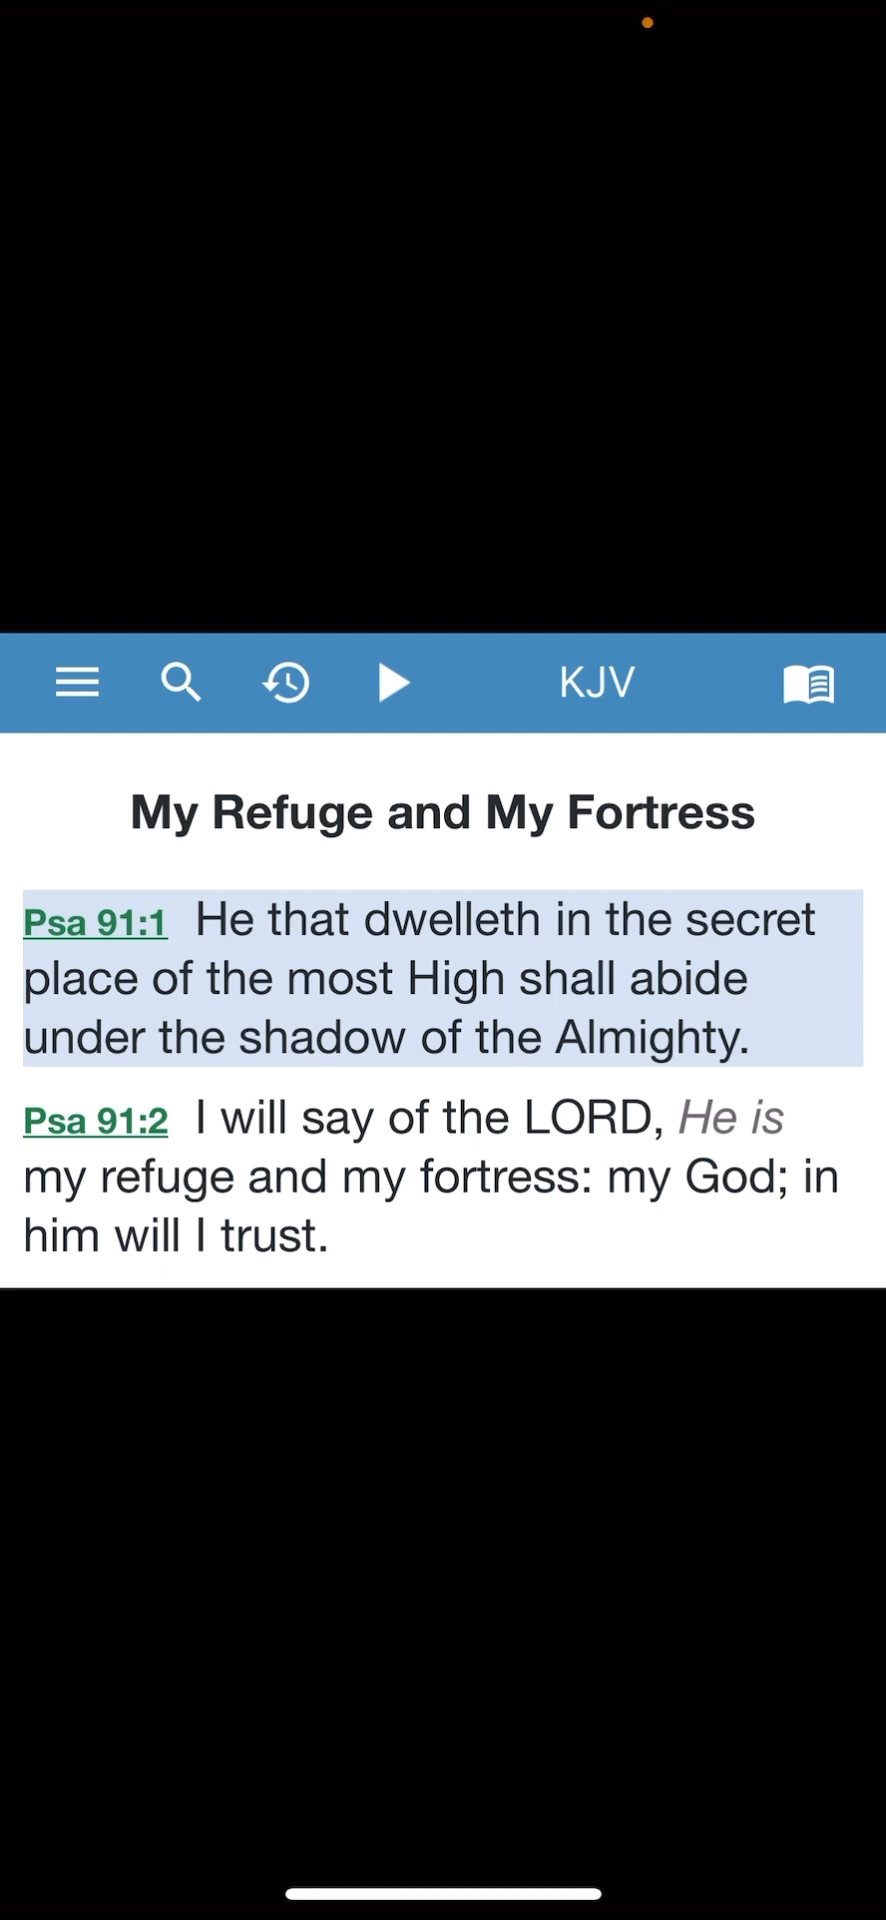 KJV
My Refuge and My Fortress
Psa 91:1 He that dwelleth in the secret
place of the most High shall abide
under the shadow of the Almighty.
Psa 91:2 I will say of the LORD, He is
my refuge and my fortress: my God; in
him will I trust.